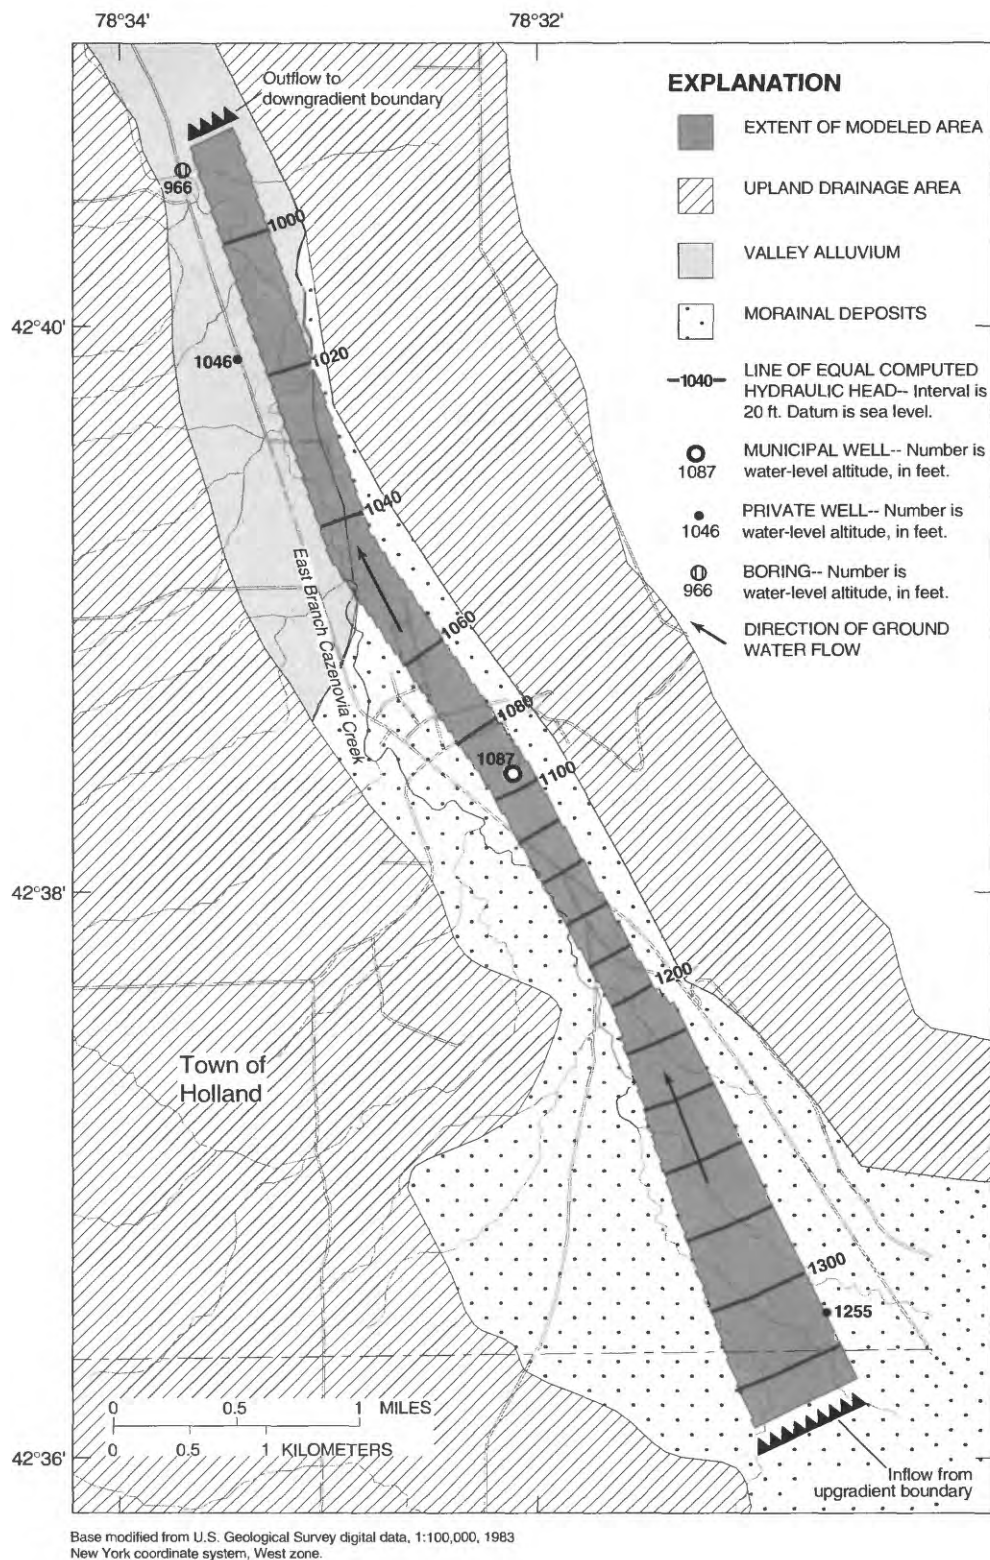 78°34'
78°32'
Outflow to
downgradient boundary
966
1000
42°40'
1046
1020
1040
East Branch Cazenovia Creek
1060
1080
1087
1100
42°38'
1200
Town of
Holland
1300
1255
0 0.5 1 MILES
0 0.5 1 KILOMETERS
42°36'
Inflow from
upgradient boundary
EXPLANATION
EXTENT OF MODELED AREA
UPLAND DRAINAGE AREA
VALLEY ALLUVIUM
MORAINAL DEPOSITS
1040 LINE OF EQUAL COMPUTED
HYDRAULIC HEAD-- Interval is
20 ft. Datum is sea level.
MUNICIPAL WELL-- Number is
1087 water-level altitude, in feet.
PRIVATE WELL-- Number is
1046 water-level altitude, in feet.
BORING-- Number is
966 water-level altitude, in feet.
DIRECTION OF GROUND
WATER FLOW
Base modified from U.S. Geological Survey digital data, 1:100,000, 1983
New York coordinate system, West zone.